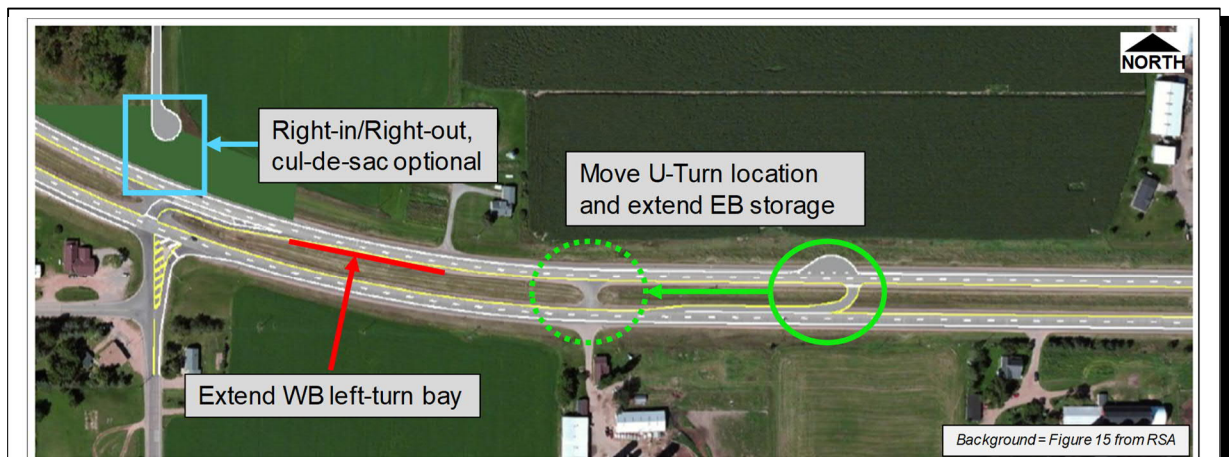 NORTH
Right-in/Right-out,
cul-de-sac optional
Move U-Turn location
and extend EB storage
Extend WB left-turn bay
Background = Figure 15 from RSA